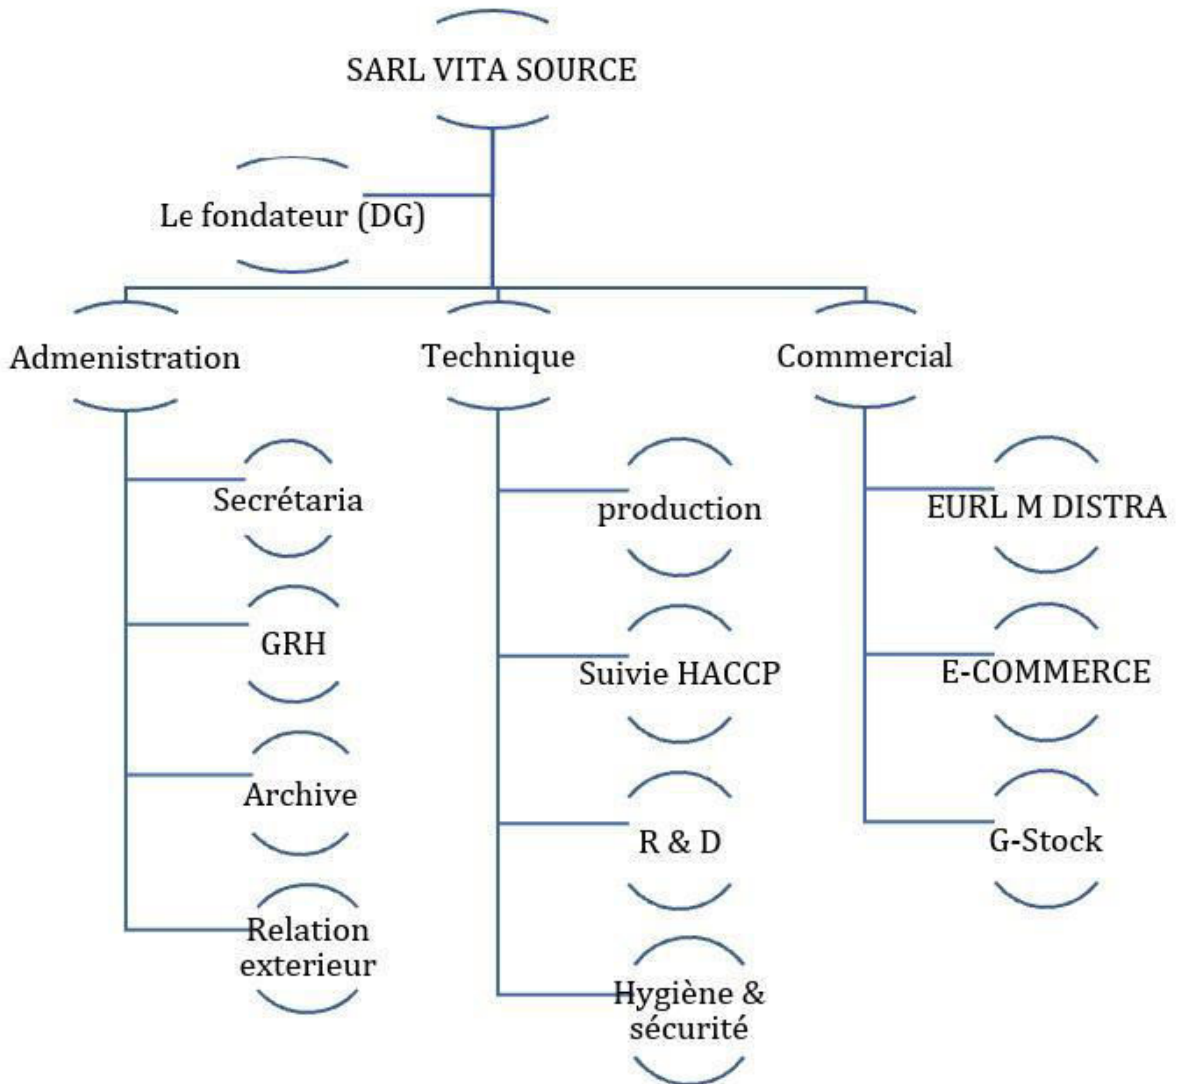 SARL VITA SOURCE
Le fondateur (DG)
Admenistration
Technique
Commercial
Secrétaria
GRH
Archive
Relation
exterieur
production
Suivie HACCP
R & D
Hygiène &
sécurité
EURL M DISTRA
E-COMMERCE
G-Stock